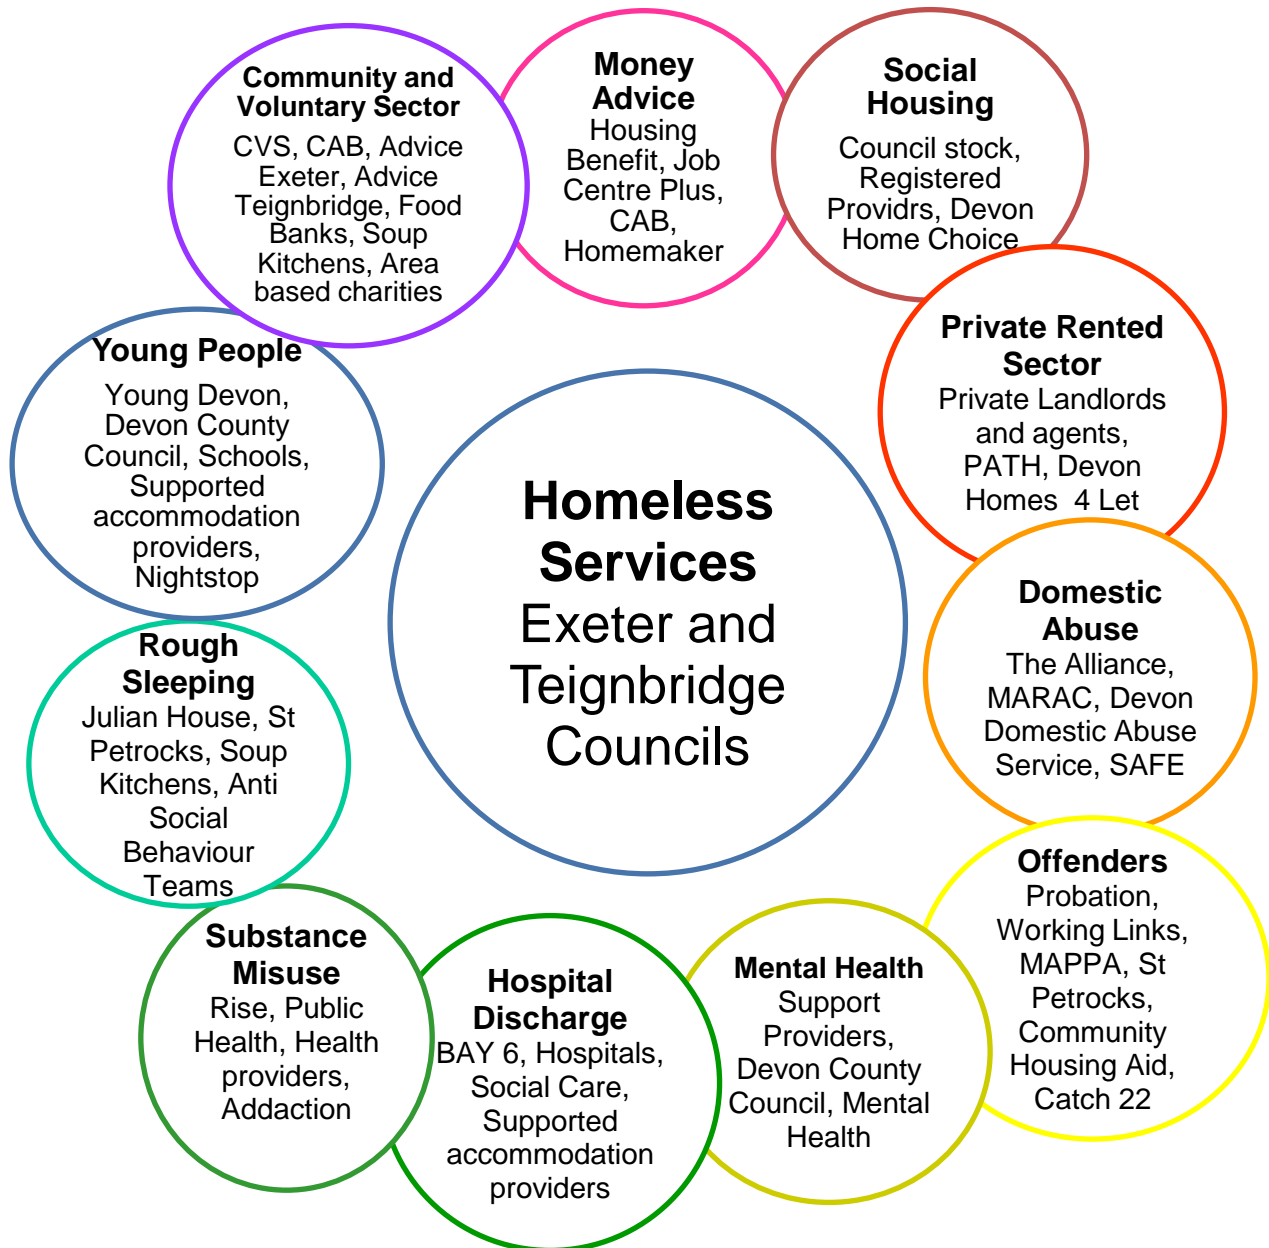 Community and
Voluntary Sector
CVS, CAB, Advice
Exeter, Advice
Teignbridge, Food
Banks, Soup
Kitchens, Area
based charities
Money
Advice
Housing
Benefit, Job
Centre Plus,
CAB,
Homemaker
Social
Housing
Council stock,
Registered
Providrs, Devon
Home Choice
Private Rented
Sector
Private Landlords
and agents,
PATH, Devon
Homes 4 Let
Domestic
Abuse
The Alliance,
MARAC, Devon
Domestic Abuse
Service, SAFE
Offenders
Probation,
Working Links,
MAPPA, St
Petrocks,
Community
Housing Aid,
Catch 22
Mental Health
Support
Providers,
Devon County
Council, Mental
Health
Hospital
Discharge
BAY 6, Hospitals,
Social Care,
Supported
accommodation
providers
Substance
Misuse
Rise, Public
Health, Health
providers,
Addaction
Rough
Sleeping
Julian House, St
Petrocks, Soup
Kitchens, Anti
Social
Behaviour
Teams
Young People
Young Devon,
Devon County
Council, Schools,
Supported
accommodation
providers,
Nightstop
Homeless
Services
Exeter and
Teignbridge
Councils